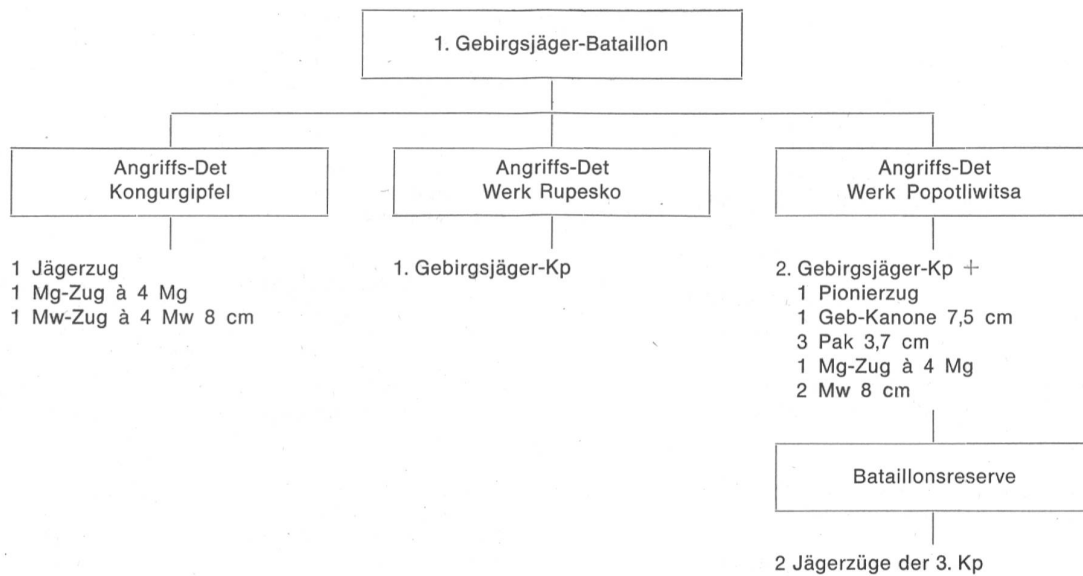 1. Gebirgsjäger-Bataillon
Angriffs-Det
Kongurgipfel
1 Jägerzug
1 Mg-Zug à 4 Mg
1 Mw-Zug à 4 Mw 8 cm
Angriffs-Det
Werk Rupesko
1. Gebirgsjäger-Kp
Angriffs-Det
Werk Popotliwitsa
2. Gebirgsjäger-Kp +
1 Pionierzug
1 Geb-Kanone 7,5 cm
3 Pak 3,7 cm
1 Mg-Zug à 4 Mg
2 Mw 8 cm
Bataillonsreserve
2 Jägerzüge der 3. Kp